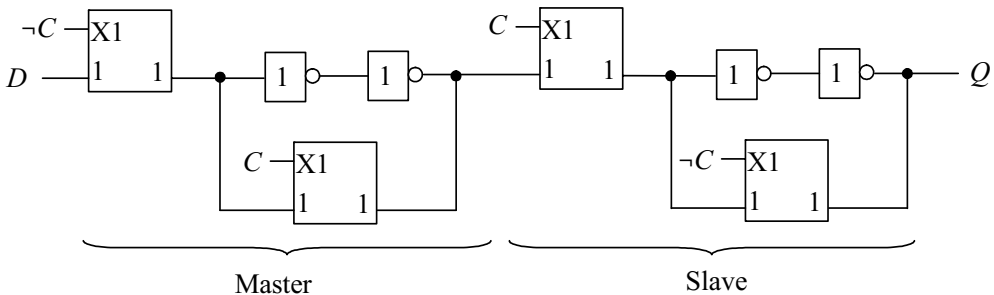 ¬C X1
D 1 1 1 1
C X1
1 1
C X1
1 1 1 1 Q
¬C X1
1 1
Master Slave